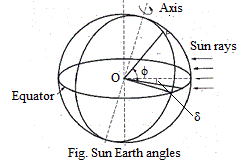 Axis
Sun rays
O
ϕ
Equator
δ
Fig. Sun Earth angles